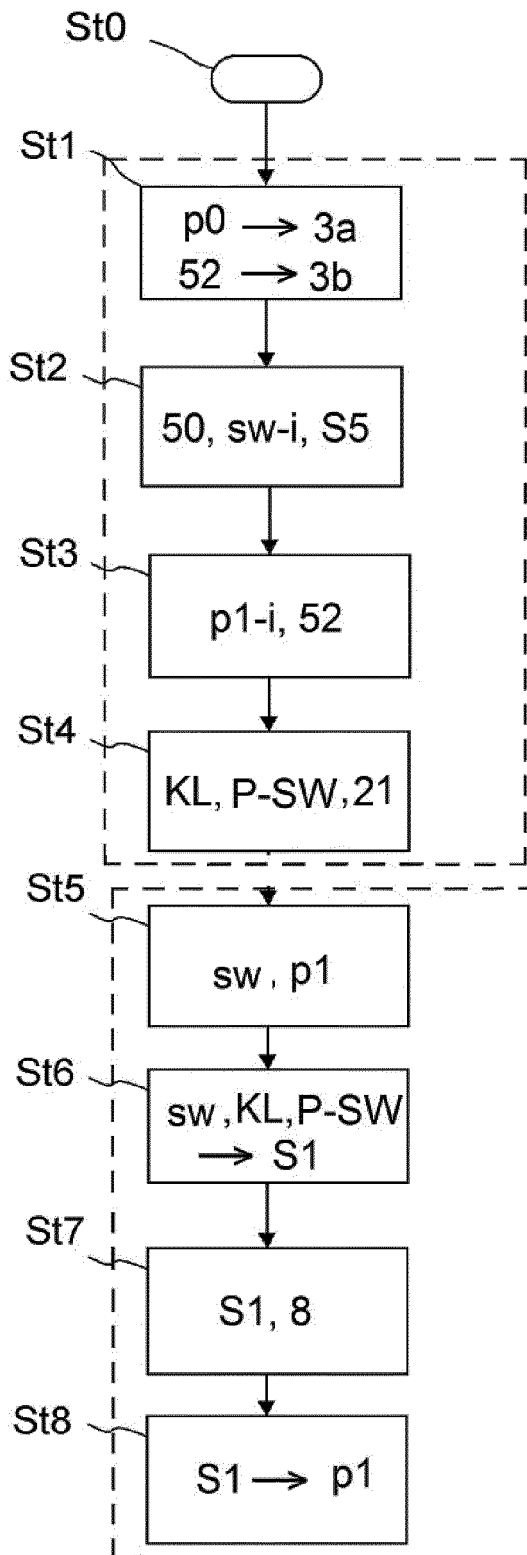 St0
St1
p0 → 3a
52 → 3b
St2
50, sw-i, S5
St3
p1-i, 52
St4
KL, P-SW, 21
St5
sw, p1
St6
sw, KL, P-SW
→ S1
St7
S1, 8
St8
S1 → p1